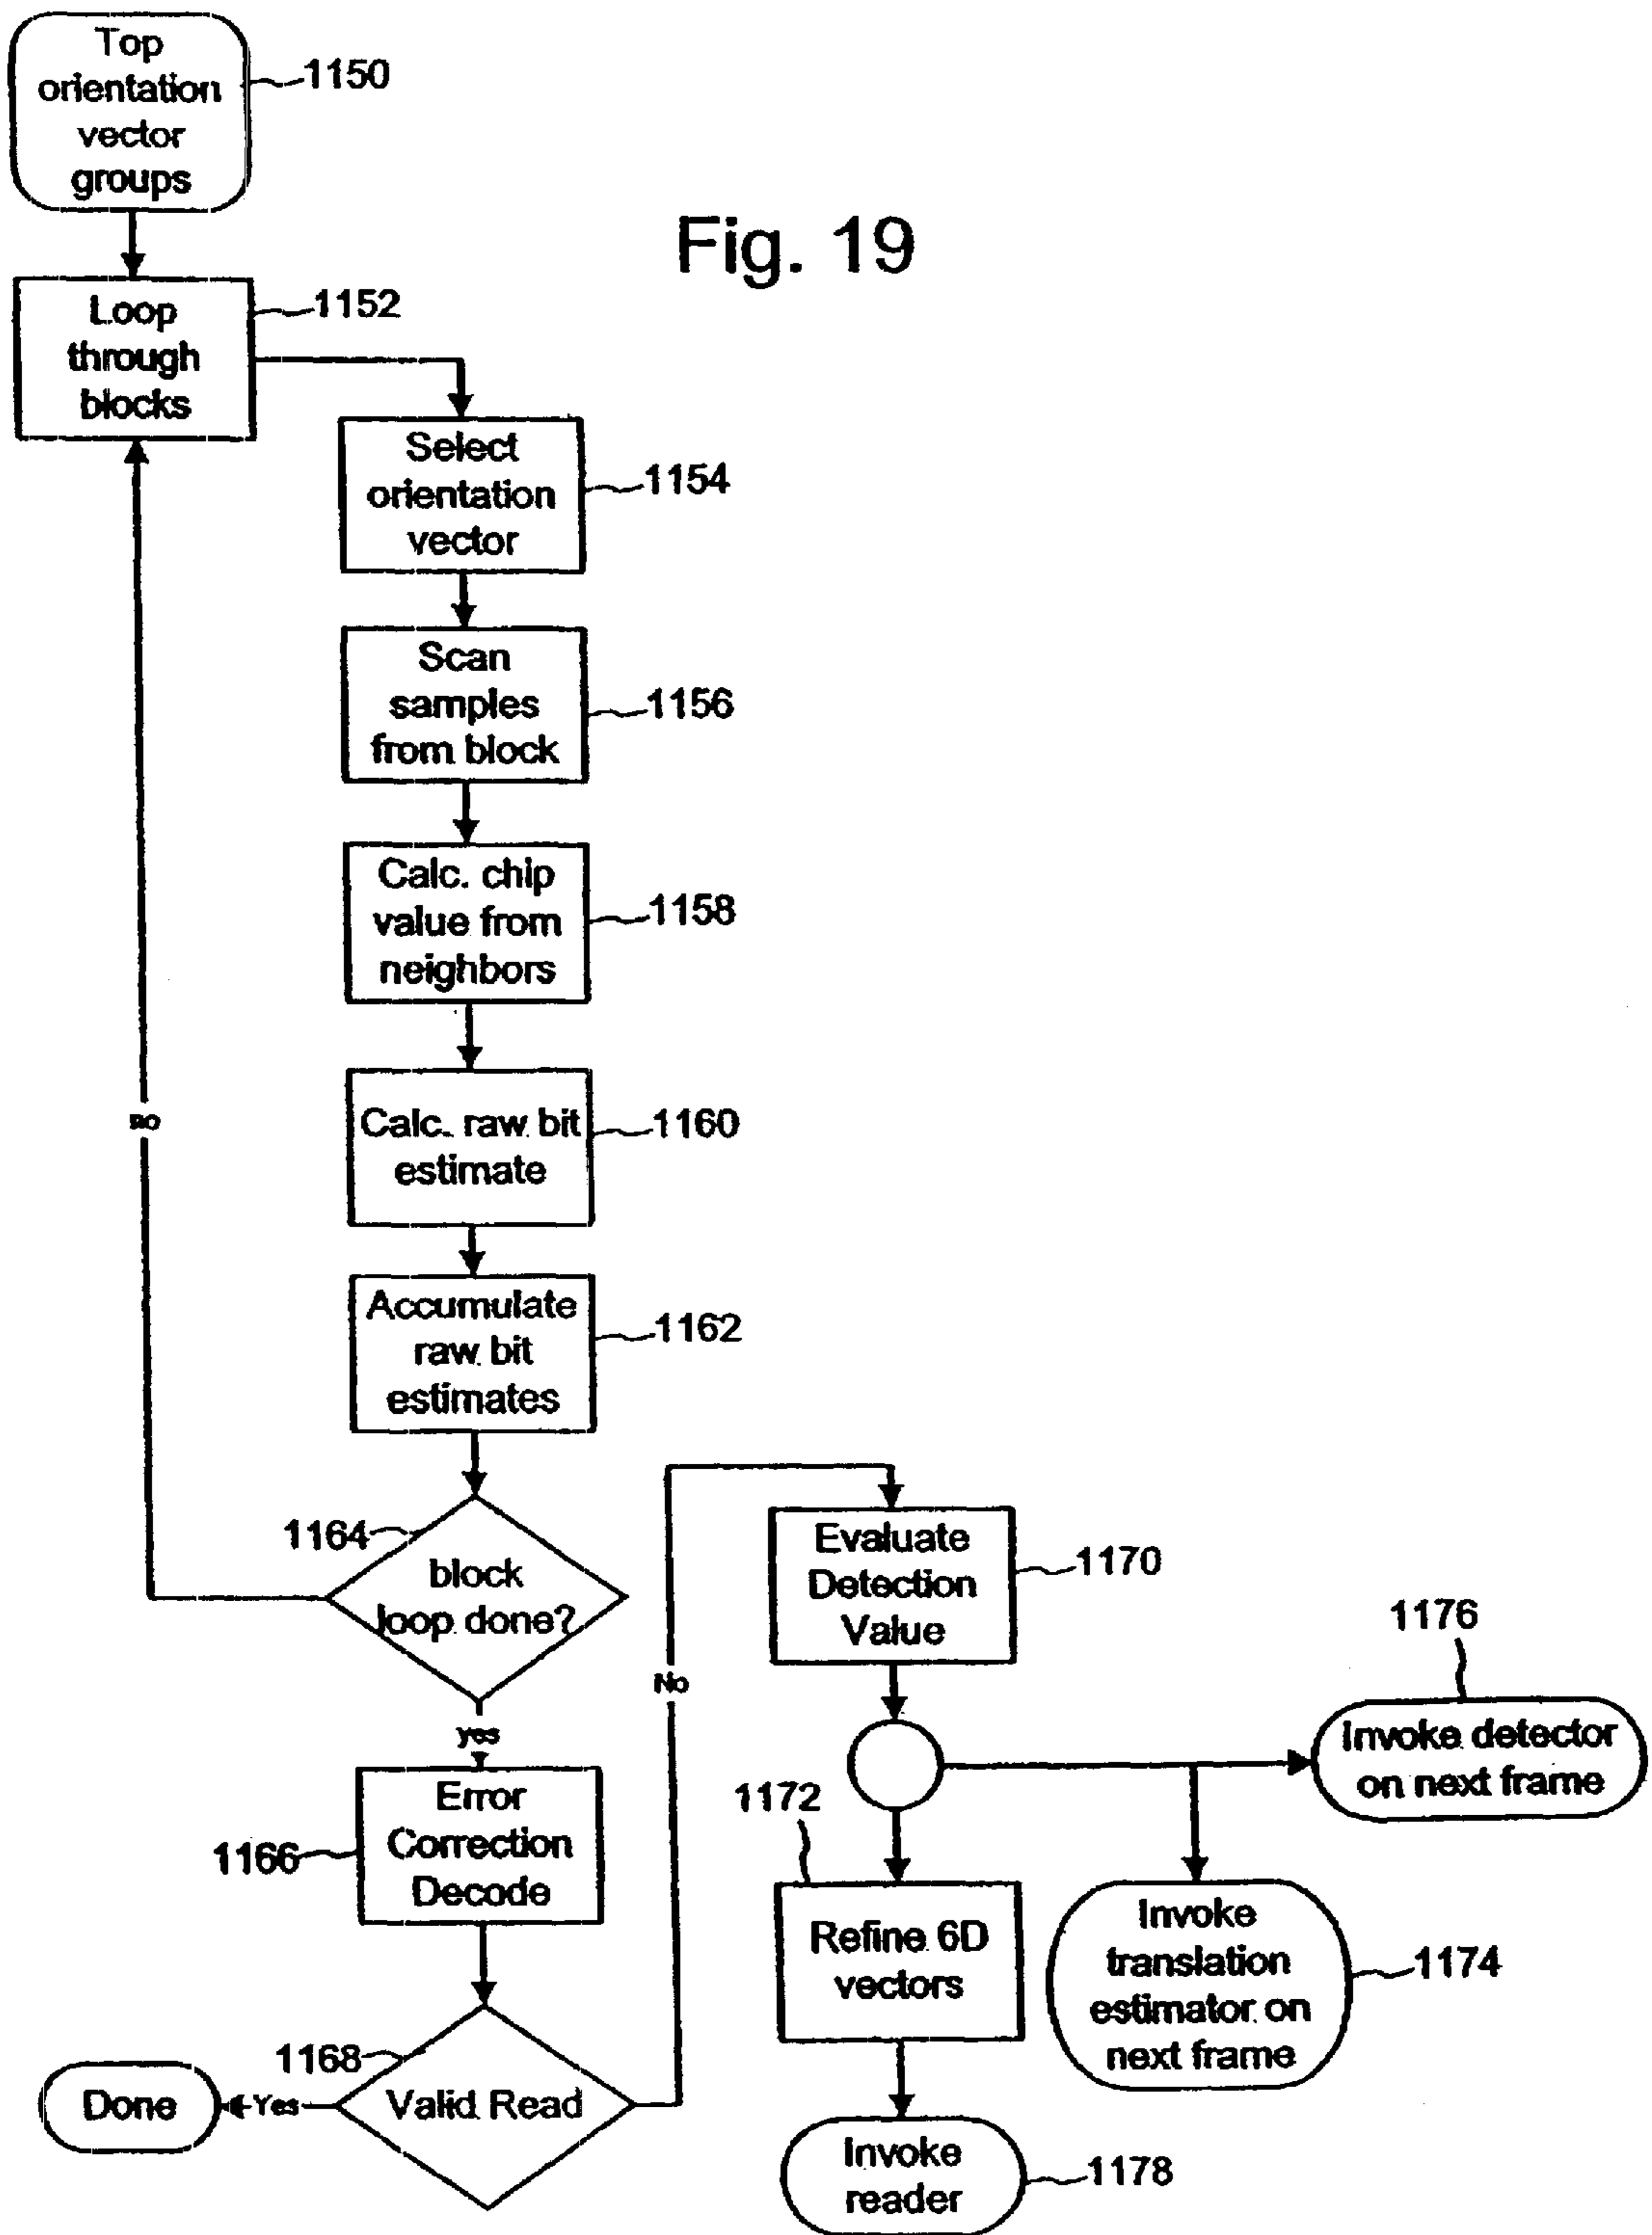 Top
orientation
vector
groups
1150
Fig. 19
Loop
through
blocks
1152
Select
orientation
vector
1154
Scan
samples
from block
1156
Calc. chip
value from
neighbors
1158
no
Calc. raw bit
estimate
1160
Accumulate
raw bit
estimates
1162
1164
block
loop done?
yes
Error
Correction
Decode
1166
1168
Valid Read
Yes
Done
No
Evaluate
Detection
Value
1170
1176
Invoke detector
on next frame
1172
Refine 6D
vectors
Invoke
translation
estimator on
next frame
1174
Invoke
reader
1178